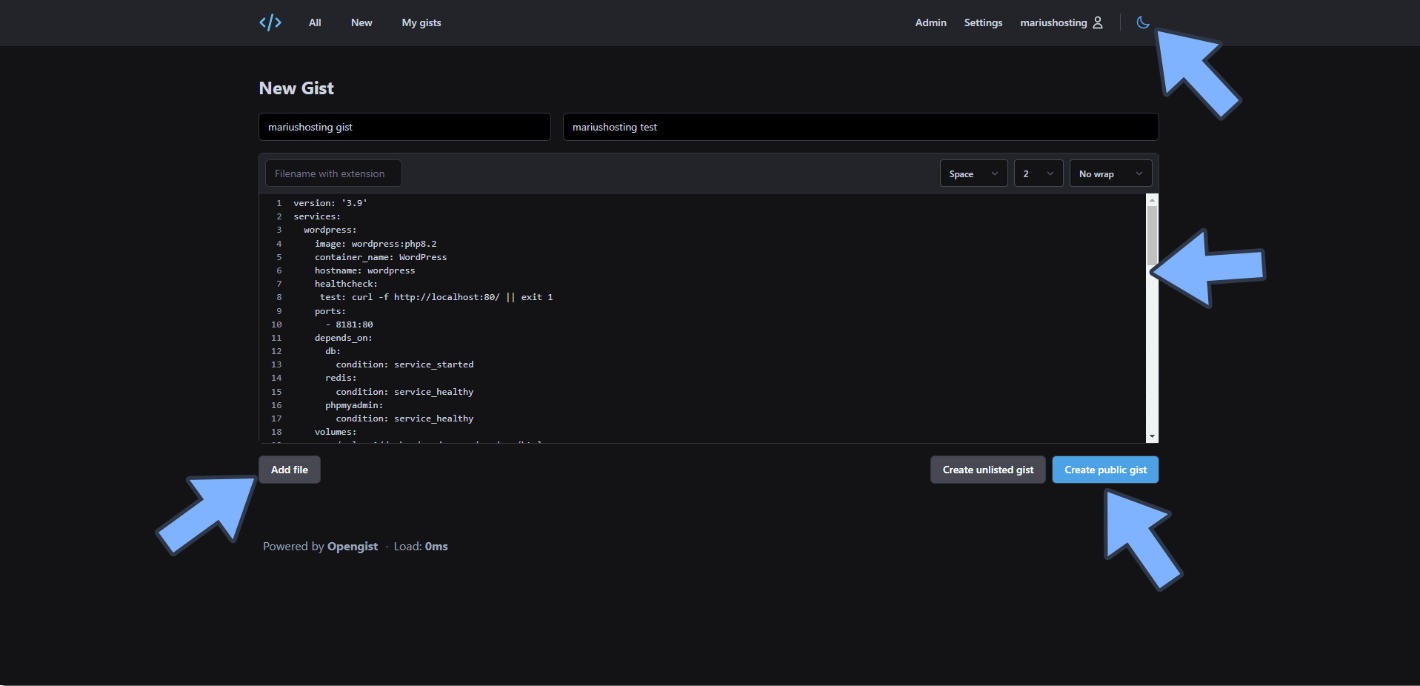 </> All New My gists Admin Settings mariushosting
New Gist
mariushosting gist mariushosting test
Filename with extension Space 2 No wrap
1 version: '3.9'
2 services:
3 wordpress:
4 image: wordpress:php8.2
5 container_name: WordPress
6 hostname: wordpress
7 healthcheck:
8 test: curl -f http://localhost:80/ || exit 1
9 ports:
10 - 8181:80
11 depends_on:
12 db:
13 condition: service_started
14 redis:
15 condition: service_healthy
16 phpmyadmin:
17 condition: service_healthy
18 volumes:
Add file Create unlisted gist Create public gist
Powered by Opengist · Load: 0ms